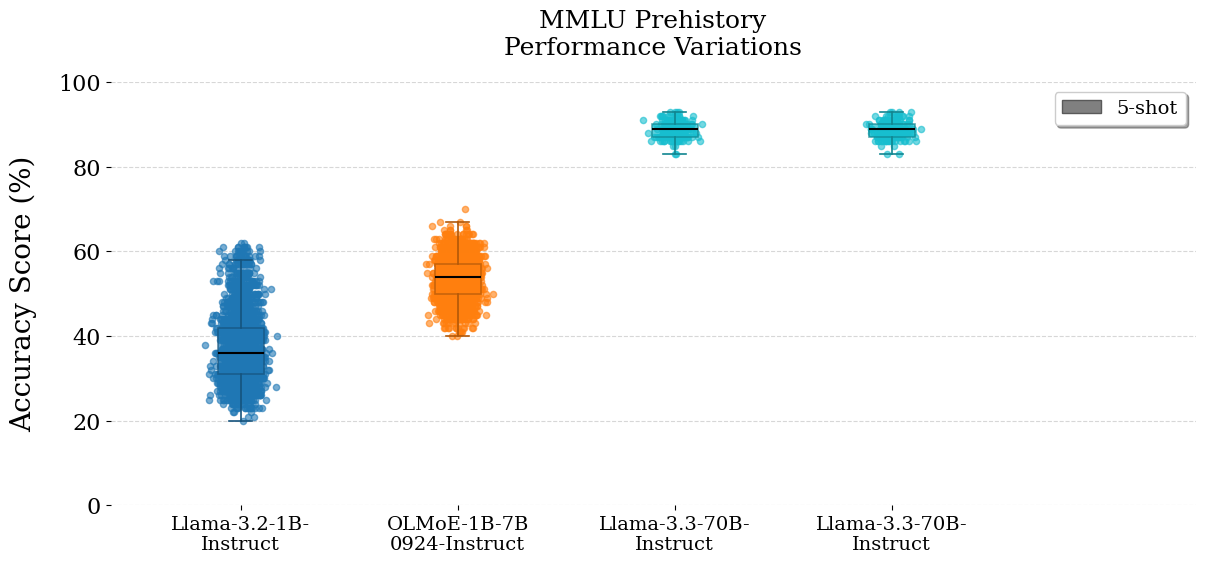 MMLU Prehistory
Performance Variations
Accuracy Score (%)
100
80
60
40
20
0
5-shot
Llama-3.2-1B-
Instruct
OLMoE-1B-7B
0924-Instruct
Llama-3.3-70B-
Instruct
Llama-3.3-70B-
Instruct